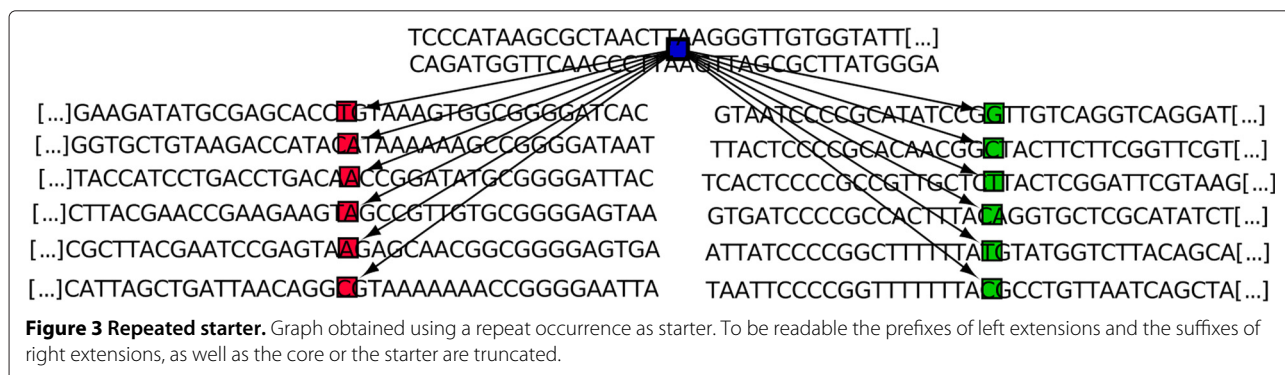 TCCCATAAGCGCTAACTTAAGGGTTGTGGTATT[...]
CAGATGGTTCAACCCTTAAGTTAGCGCTTATGGGA
[...]GAAGATATGCGAGCACCTGTAAAGTGGCGGGGATCAC
[...]GGTGCTGTAAGACCATACATAAAAAAGCCGGGGATAAT
[...]TACCATCCTGACCTGACAACCGGATATGCGGGGATTAC
[...]CTTACGAACCGAAGAAGTAGCCGTTGTGCGGGGAGTAA
[...]CGCTTACGAATCCGAGTAAGAGCAACGGCGGGGAGTGA
[...]CATTAGCTGATTAACAGGCGTAAAAAAACCGGGGAATTA
GTAATCCCCGCATATCCGGTTGTCAGGTCAGGAT[...]
TTACTCCCCGCACAACGGCTACTTCTTCGGTTCGT[...]
TCACTCCCCGCCGTTGCTCTTACTCGGATTCGTAAG[...]
GTGATCCCCGCCACTTTACAGGTGCTCGCATATCT[...]
ATTATCCCCGGCTTTTTTATGTATGGTCTTACAGCA[...]
TAATTCCCCGGTTTTTTTACGCCTGTTAATCAGCTA[...]
Figure 3 Repeated starter. Graph obtained using a repeat occurrence as starter. To be readable the prefixes of left extensions and the suffixes of
right extensions, as well as the core or the starter are truncated.